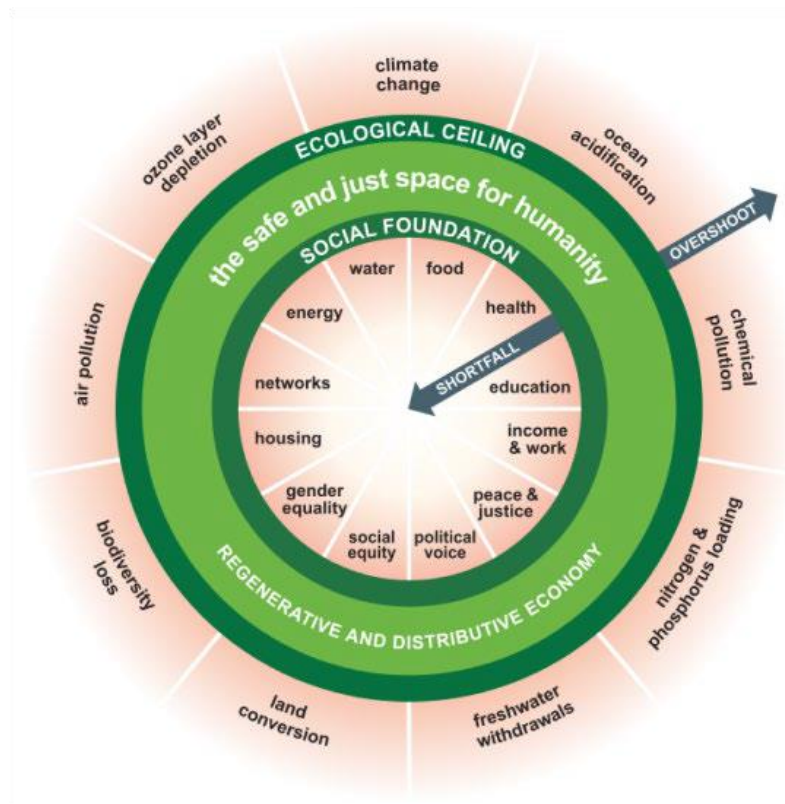 climate
change
ocean
acidification
chemical
pollution
nitrogen &
phosphorus loading
freshwater
withdrawals
land
conversion
biodiversity
loss
air pollution
ozone layer
depletion
OVERSHOOT
ECOLOGICAL CEILING
the safe and just space for humanity
SOCIAL FOUNDATION
water
food
health
SHORTFALL
education
income
& work
peace &
justice
political
voice
social
equity
gender
equality
housing
networks
energy
REGENERATIVE AND DISTRIBUTIVE ECONOMY